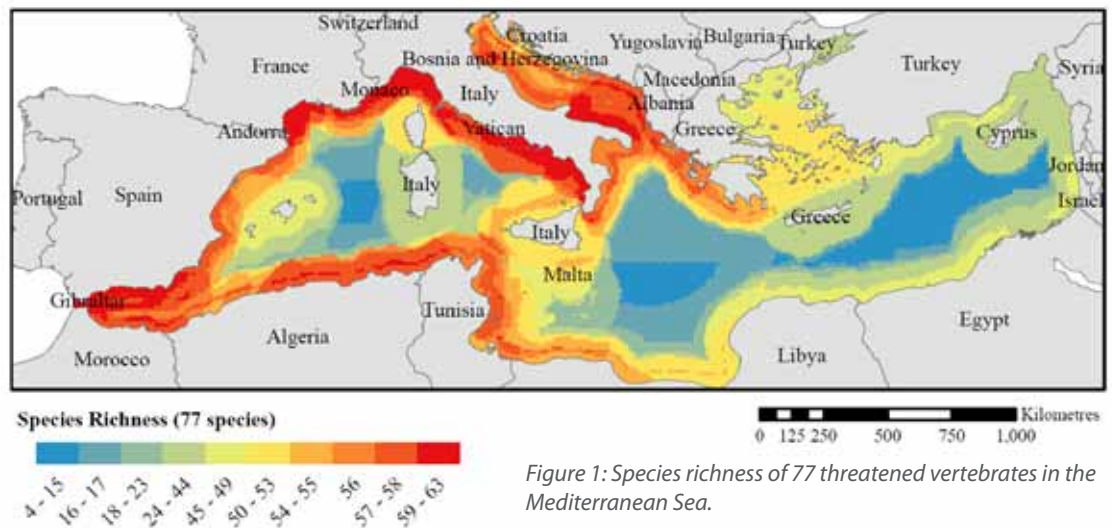 Switzerland
Croatia
Yugoslavia
Bulgaria
Turkey
France
Bosnia and Herzegovina
Turkey
Syria
Monaco
Italy
Macedonia
Albania
Andorra
Vatican
Greece
Cyprus
Jordan
Portugal
Spain
Italy
Israel
Greece
Italy
Malta
Gibraltar
Tunisia
Algeria
Egypt
Morocco
Libya
Species Richness (77 species)
4 - 15
16 - 17
18 - 23
24 - 44
45 - 49
50 - 53
54 - 55
56
57 - 58
59 - 63
Kilometres
0 125 250 500 750 1,000
Figure 1: Species richness of 77 threatened vertebrates in the
Mediterranean Sea.